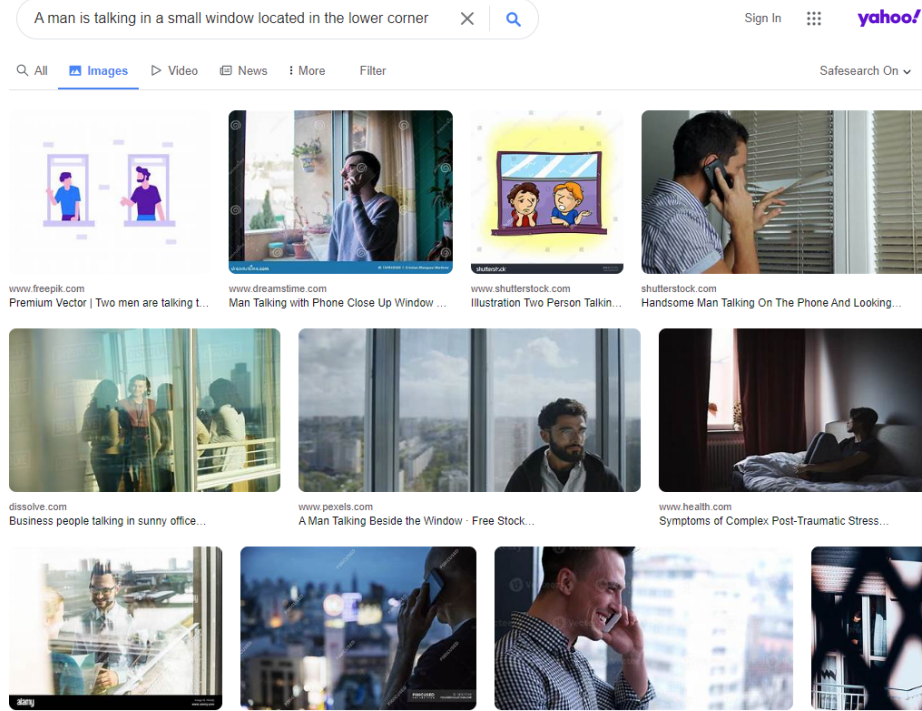 A man is talking in a small window located in the lower corner
Sign In
yahoo!
All
Images
Video
News
More
Filter
Safesearch On
dreamstime.com
shutterstock
www.freepik.com
www.dreamstime.com
www.shutterstock.com
shutterstock.com
Premium Vector | Two men are talking t...
Man Talking with Phone Close Up Window ...
Illustration Two Person Talkin...
Handsome Man Talking On The Phone And Looking...
dissolve.com
www.pexels.com
www.health.com
Business people talking in sunny office...
A Man Talking Beside the Window · Free Stock...
Symptoms of Complex Post-Traumatic Stress...
alamy